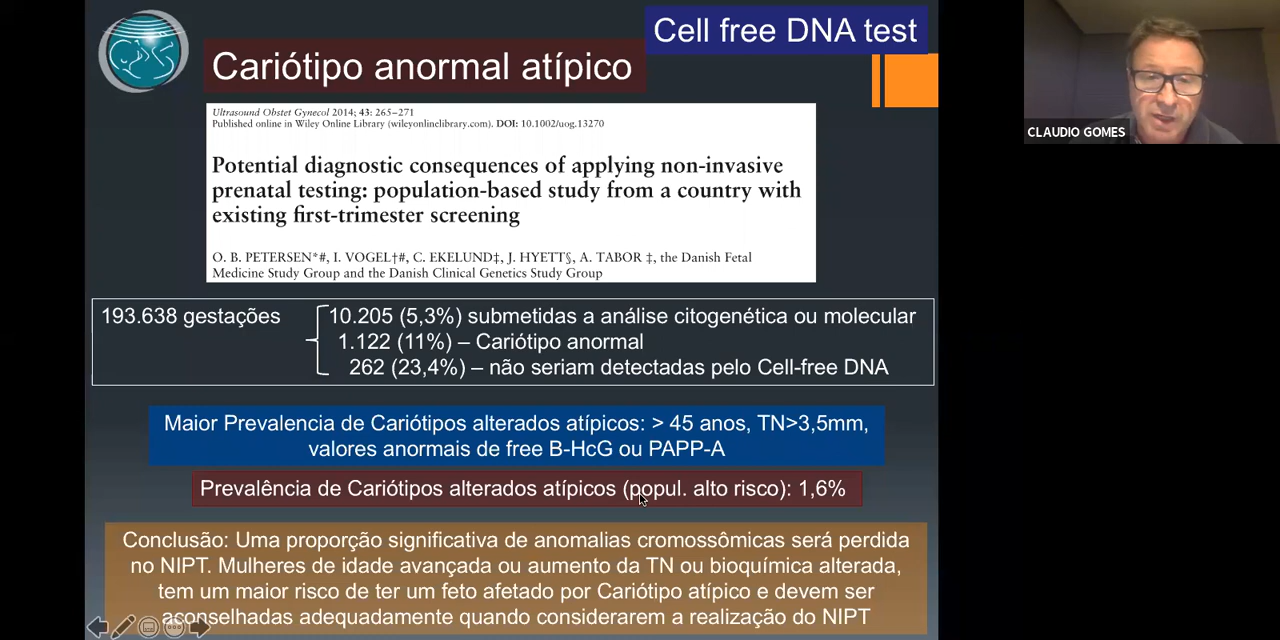 Cell free DNA test
Cariótipo anormal atípico
Ultrasound Obstet Gynecol 2014; 43: 265–271
Published online in Wiley Online Library (wileyonlinelibrary.com). DOI: 10.1002/uog.13270
Potential diagnostic consequences of applying non-invasive
prenatal testing: population-based study from a country with
existing first-trimester screening
O. B. PETERSEN*#, I. VOGEL†#, C. EKELUND‡, J. HYETT§, A. TABOR ‡, the Danish Fetal
Medicine Study Group and the Danish Clinical Genetics Study Group
CLAUDIO GOMES
193.638 gestações
10.205 (5,3%) submetidas a análise citogenética ou molecular
1.122 (11%) – Cariótipo anormal
262 (23,4%) – não seriam detectadas pelo Cell-free DNA
Maior Prevalencia de Cariótipos alterados atípicos: > 45 anos, TN>3,5mm,
valores anormais de free B-HcG ou PAPP-A
Prevalência de Cariótipos alterados atípicos (popul. alto risco): 1,6%
Conclusão: Uma proporção significativa de anomalias cromossômicas será perdida
no NIPT. Mulheres de idade avançada ou aumento da TN ou bioquímica alterada,
tem um maior risco de ter um feto afetado por Cariótipo atípico e devem ser
aconselhadas adequadamente quando considerarem a realização do NIPT